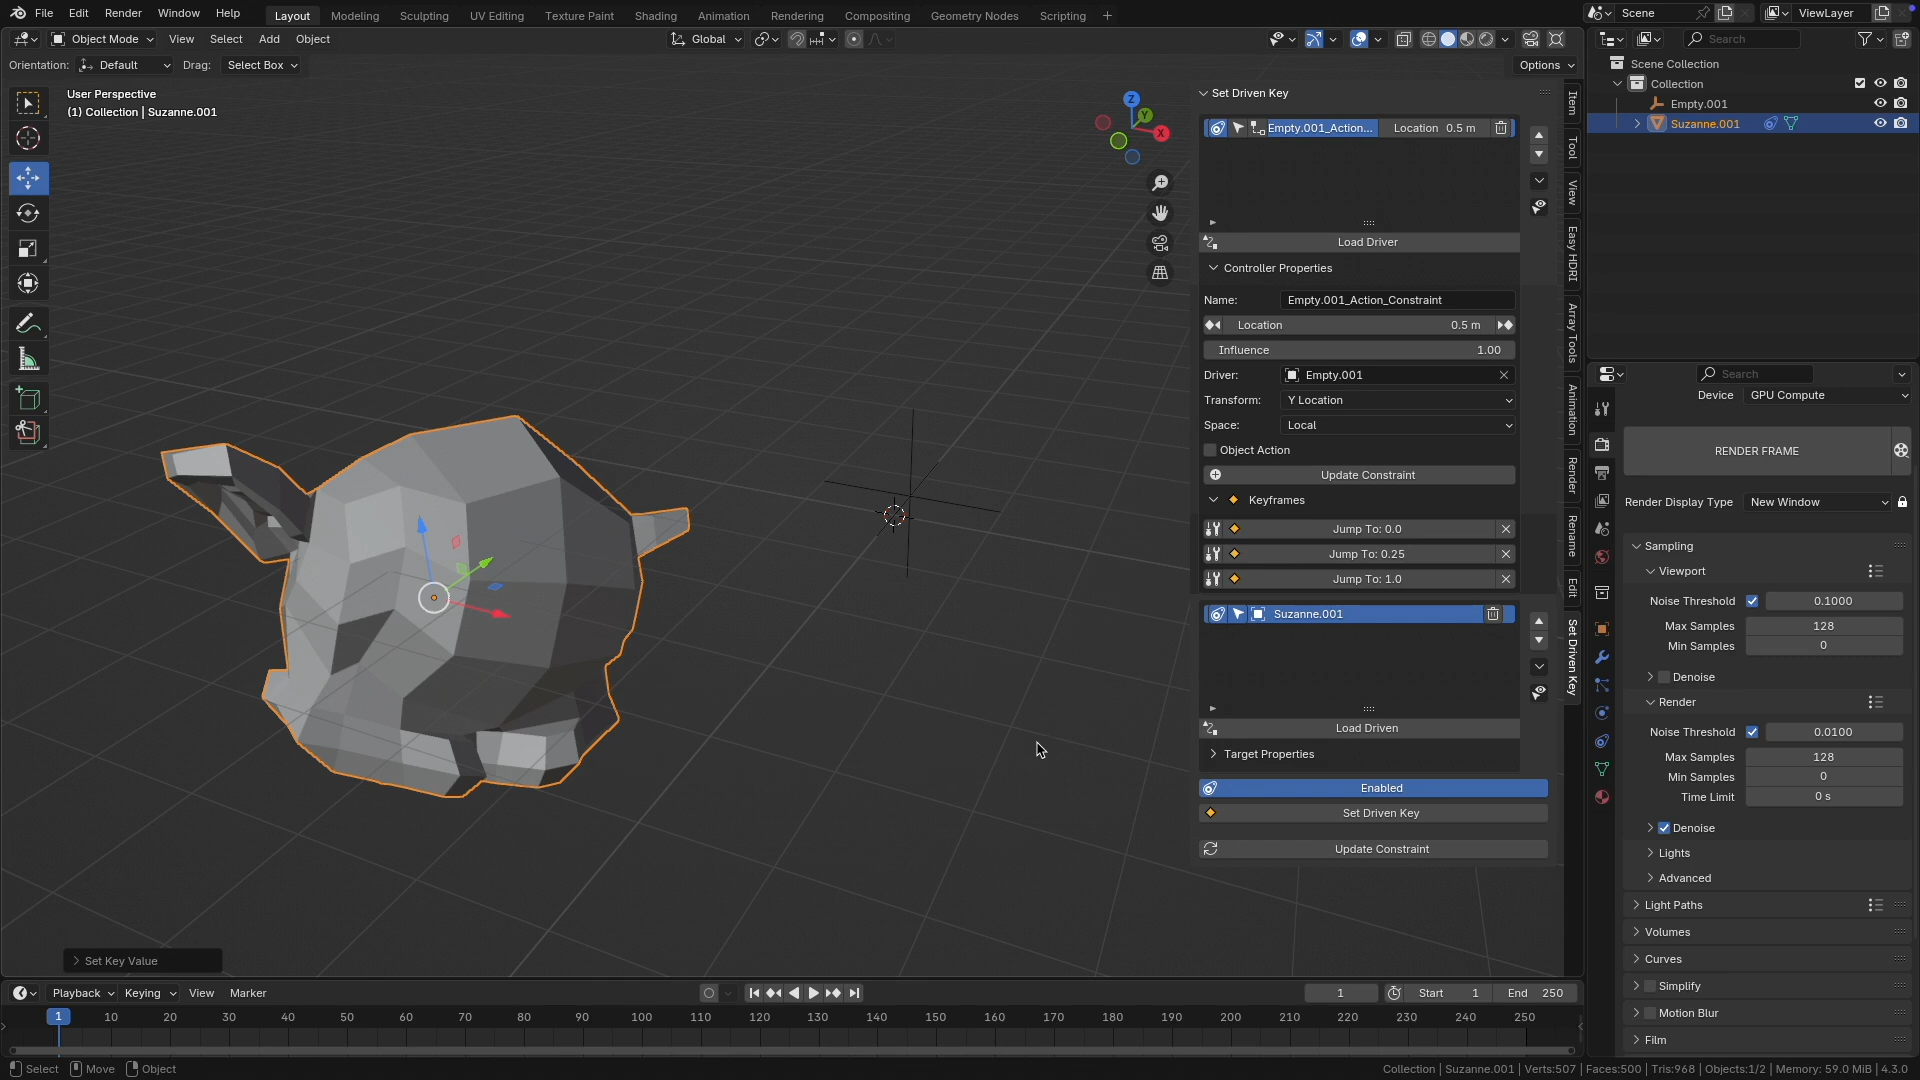 File Edit Render Window Help Layout Modeling Sculpting UV Editing Texture Paint Shading Animation Rendering Compositing Geometry Nodes Scripting + Scene ViewLayer
Object Mode View Select Add Object Global Search
Orientation: Default Drag: Select Box Options
User Perspective
(1) Collection | Suzanne.001
Z
Y
X
Set Driven Key
Empty.001_Action... Location 0.5 m
Load Driver
Controller Properties
Name: Empty.001_Action_Constraint
Location 0.5 m
Influence 1.00
Driver: Empty.001
Transform: Y Location
Space: Local
Object Action
Update Constraint
Keyframes
Jump To: 0.0
Jump To: 0.25
Jump To: 1.0
Suzanne.001
Load Driven
Target Properties
Enabled
Set Driven Key
Update Constraint
Item
Tool
View
Easy HDRI
Array Tools
Animation
Render
Rename
Edit
Set Driven Key
Scene Collection
Collection
Empty.001
Suzanne.001
Search
Device GPU Compute
RENDER FRAME
Render Display Type New Window
Sampling
Viewport
Noise Threshold 0.1000
Max Samples 128
Min Samples 0
Denoise
Render
Noise Threshold 0.0100
Max Samples 128
Min Samples 0
Time Limit 0 s
Denoise
Lights
Advanced
Light Paths
Volumes
Curves
Simplify
Motion Blur
Film
Set Key Value
Playback Keying View Marker 1 Start 1 End 250
1 10 20 30 40 50 60 70 80 90 100 110 120 130 140 150 160 170 180 190 200 210 220 230 240 250
Select Move Object Collection | Suzanne.001 | Verts:507 | Faces:500 | Tris:968 | Objects:1/2 | Memory: 59.0 MiB | 4.3.0